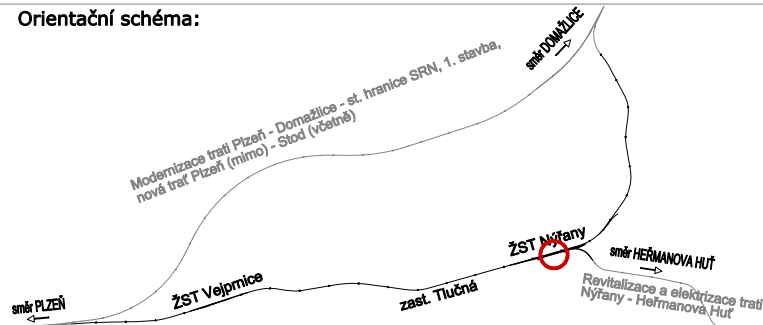 Orientační schéma:
směr DOMAŽLICE
Modernizace trati Plzeň - Domažlice - st. hranice SRN, 1. stavba,
nová trať Plzeň (mimo) - Stod (včetně)
ŽST Nýřany
směr HEŘMANOVA HUŤ
ŽST Vejprnice
zast. Tlučná
Revitalizace a elektrizace trati
Nýřany - Heřmanova Huť
směr PLZEŇ